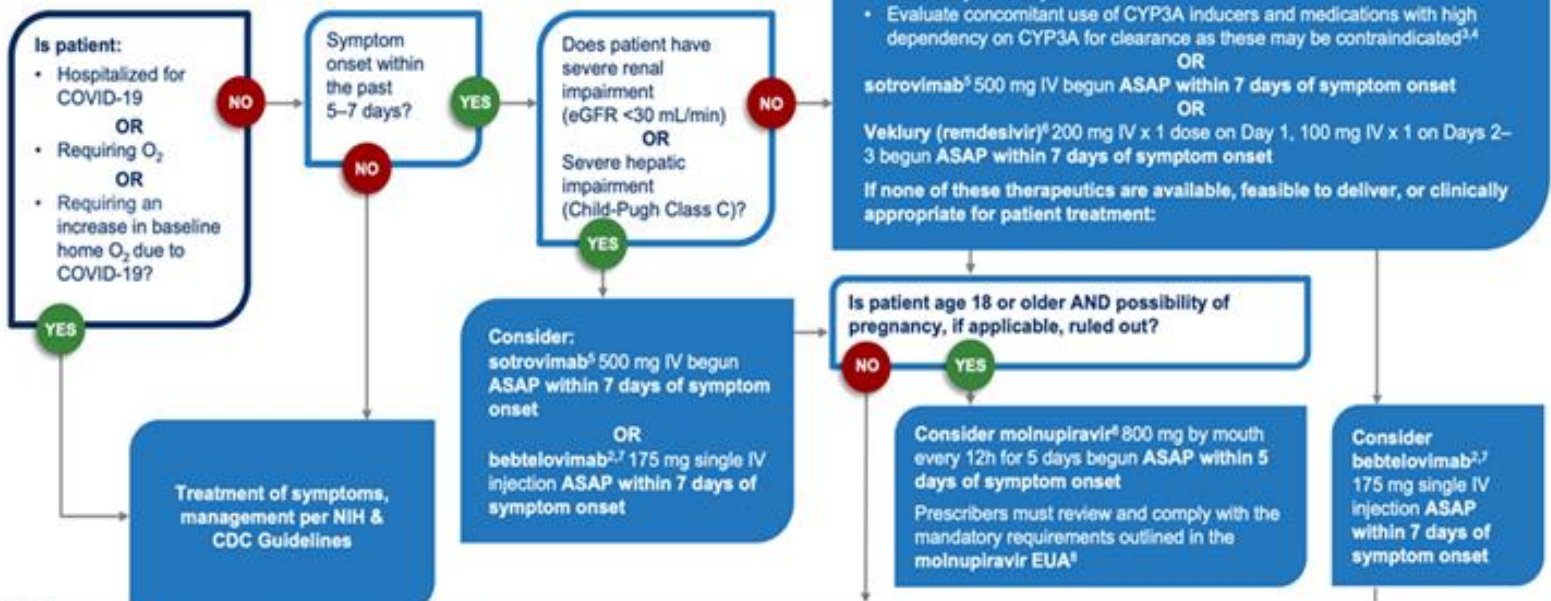 Is patient:
• Hospitalized for
COVID-19
OR
• Requiring O₂
OR
• Requiring an
increase in baseline
home O₂ due to
COVID-19?
NO
YES
Symptom
onset within
the past
5–7 days?
YES
NO
Does patient have
severe renal
impairment
(eGFR <30 mL/min)
OR
Severe hepatic
impairment
(Child-Pugh Class C)?
NO
YES
• Evaluate concomitant use of CYP3A inducers and medications with high
dependency on CYP3A for clearance as these may be contraindicated³,⁴
OR
sotrovimab⁵ 500 mg IV begun ASAP within 7 days of symptom onset
OR
Veklury (remdesivir)⁶ 200 mg IV x 1 dose on Day 1, 100 mg IV x 1 on Days 2–
3 begun ASAP within 7 days of symptom onset
If none of these therapeutics are available, feasible to deliver, or clinically
appropriate for patient treatment:
Treatment of symptoms,
management per NIH &
CDC Guidelines
Consider:
sotrovimab⁵ 500 mg IV begun
ASAP within 7 days of symptom
onset
OR
bebtelovimab²,⁷ 175 mg single IV
injection ASAP within 7 days of
symptom onset
Is patient age 18 or older AND possibility of
pregnancy, if applicable, ruled out?
NO
YES
Consider molnupiravir⁸ 800 mg by mouth
every 12h for 5 days begun ASAP within 5
days of symptom onset
Prescribers must review and comply with the
mandatory requirements outlined in the
molnupiravir EUA⁸
Consider
bebtelovimab²,⁷
175 mg single IV
injection ASAP
within 7 days of
symptom onset